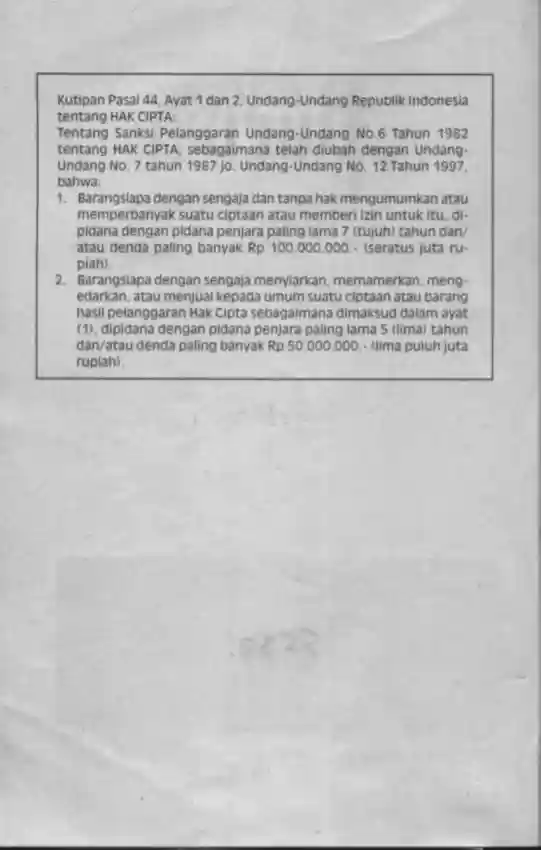 Kutipan Pasal 44, Ayat 1 dan 2, Undang-Undang Republik Indonesia
tentang HAK CIPTA:
Tentang Sanksi Pelanggaran Undang-Undang No.6 Tahun 1982
tentang HAK CIPTA, sebagaimana telah diubah dengan Undang-
Undang No. 7 tahun 1987 jo. Undang-Undang No. 12 Tahun 1997,
bahwa:
1. Barangsiapa dengan sengaja dan tanpa hak mengumumkan atau
memperbanyak suatu ciptaan atau memberi izin untuk itu, di-
pidana dengan pidana penjara paling lama 7 (tujuh) tahun dan/
atau denda paling banyak Rp 100.000.000,- (seratus juta ru-
piah).
2. Barangsiapa dengan sengaja menyiarkan, memamerkan, meng-
edarkan, atau menjual kepada umum suatu ciptaan atau barang
hasil pelanggaran Hak Cipta sebagaimana dimaksud dalam ayat
(1), dipidana dengan pidana penjara paling lama 5 (lima) tahun
dan/atau denda paling banyak Rp 50.000.000,- (lima puluh juta
rupiah).